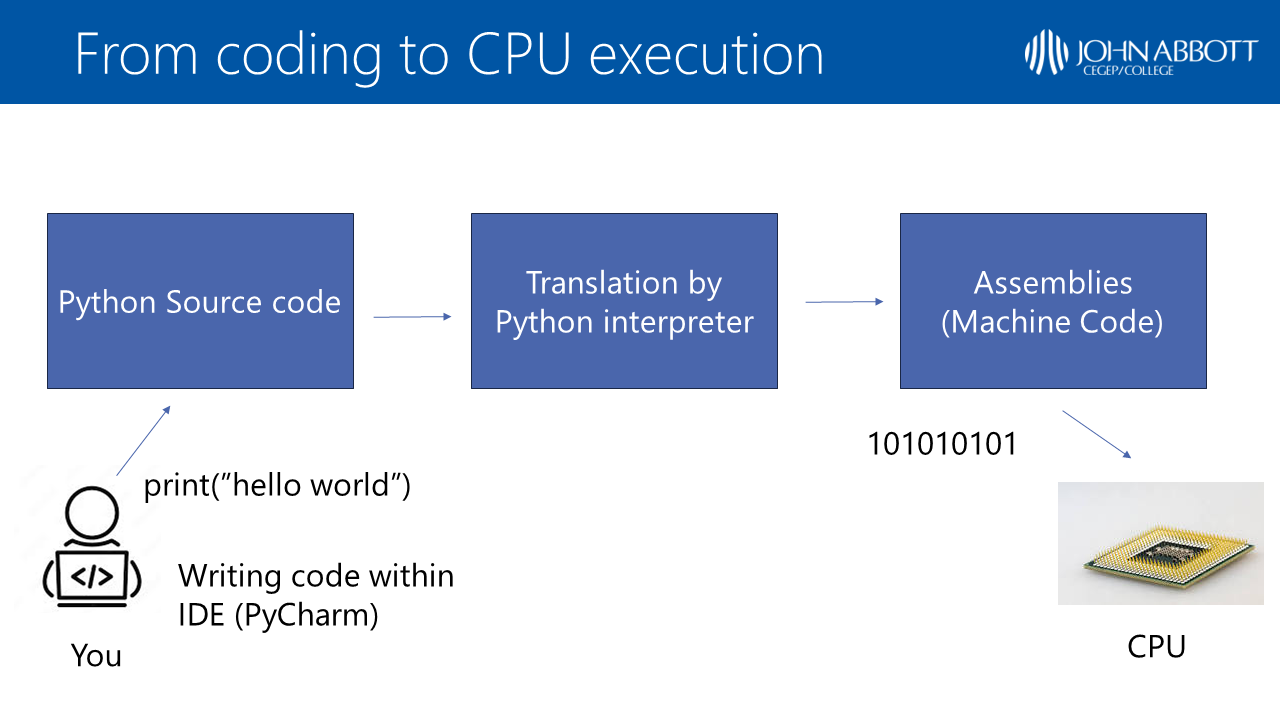 From coding to CPU execution
JOHN ABBOTT
CEGEP/COLLEGE
Python Source code
Translation by
Python interpreter
Assemblies
(Machine Code)
101010101
print(”hello world”)
</>
Writing code within
IDE (PyCharm)
You
CPU